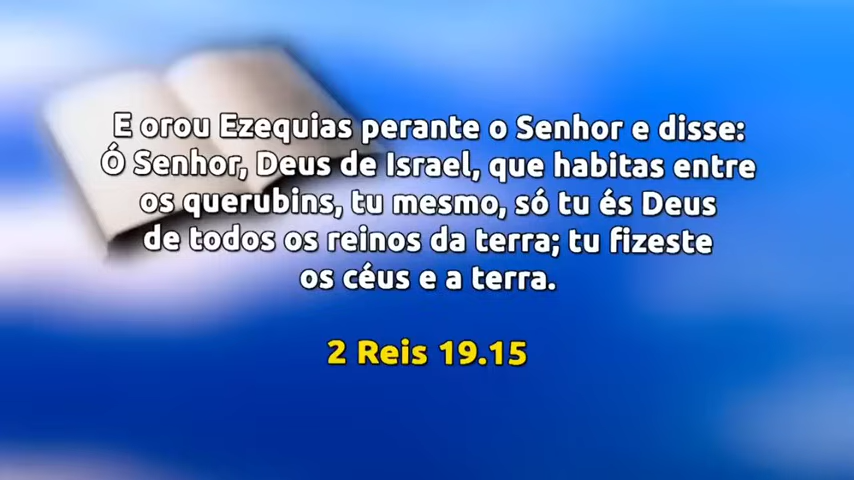 E orou Ezequias perante o Senhor e disse:
Ó Senhor, Deus de Israel, que habitas entre
os querubins, tu mesmo, só tu és Deus
de todos os reinos da terra; tu fizeste
os céus e a terra.
2 Reis 19.15